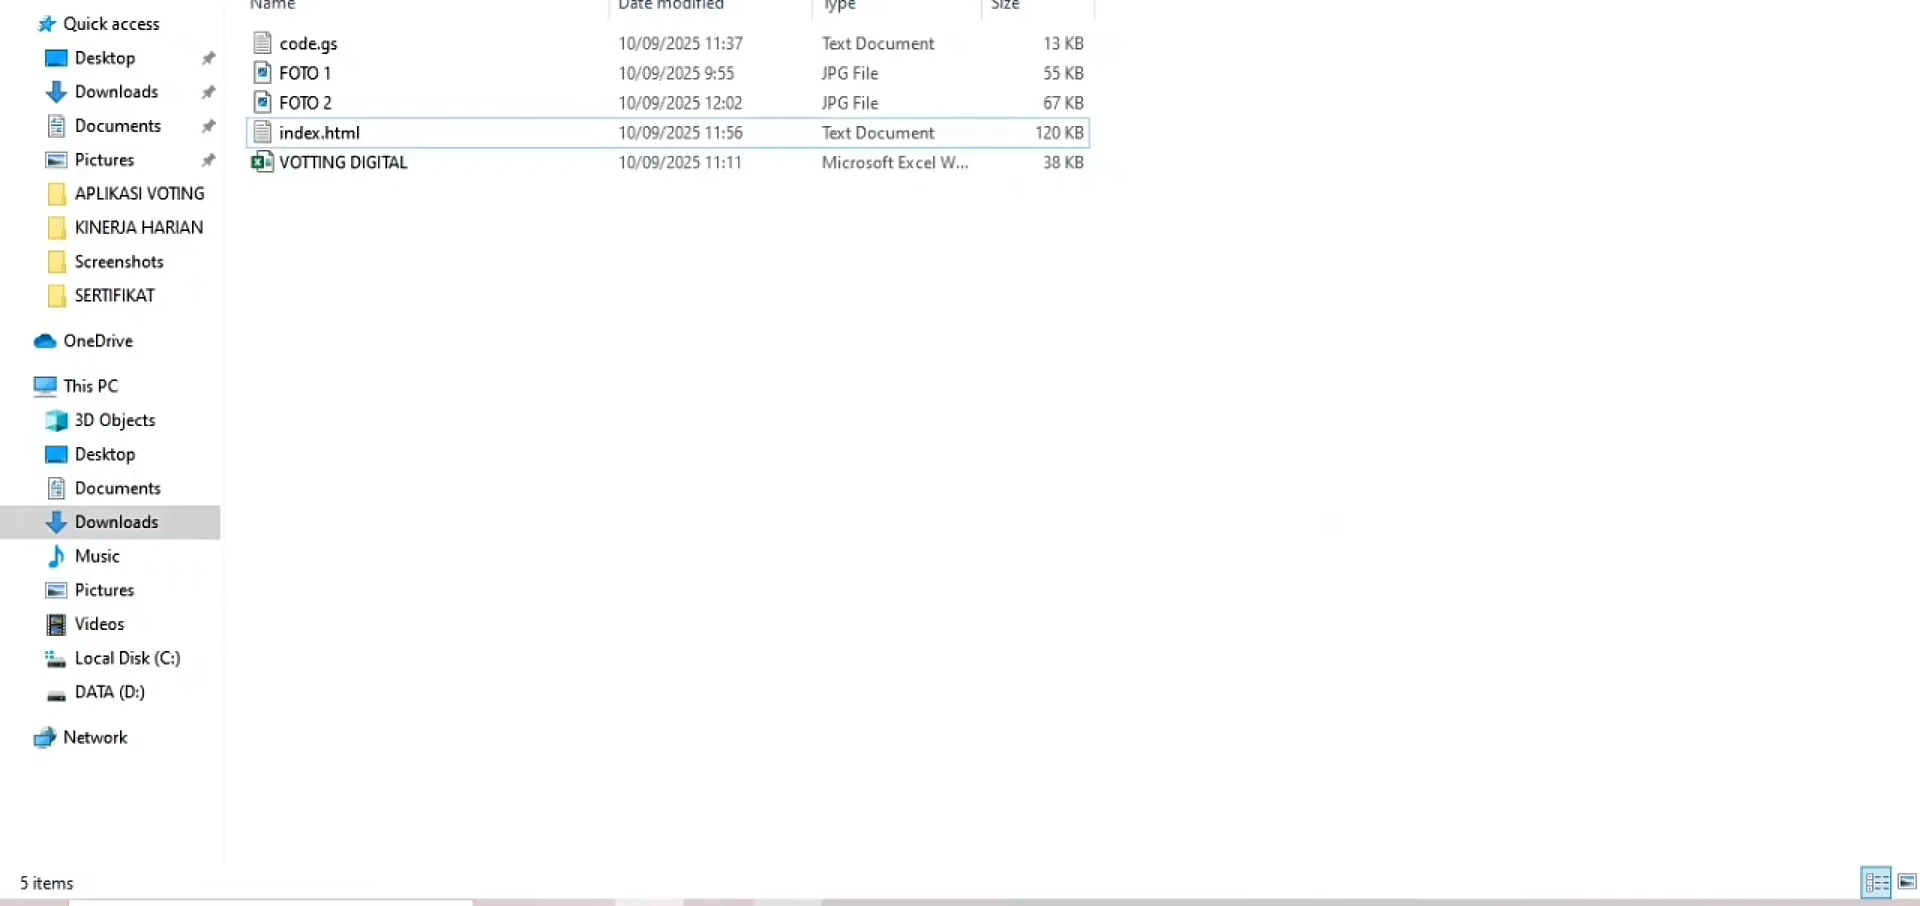 Name Date modified Type Size
Quick access
Desktop
Downloads
Documents
Pictures
APLIKASI VOTING
KINERJA HARIAN
Screenshots
SERTIFIKAT
OneDrive
This PC
3D Objects
Desktop
Documents
Downloads
Music
Pictures
Videos
Local Disk (C:)
DATA (D:)
Network
code.gs 10/09/2025 11:37 Text Document 13 KB
FOTO 1 10/09/2025 9:55 JPG File 55 KB
FOTO 2 10/09/2025 12:02 JPG File 67 KB
index.html 10/09/2025 11:56 Text Document 120 KB
VOTTING DIGITAL 10/09/2025 11:11 Microsoft Excel W... 38 KB
5 items